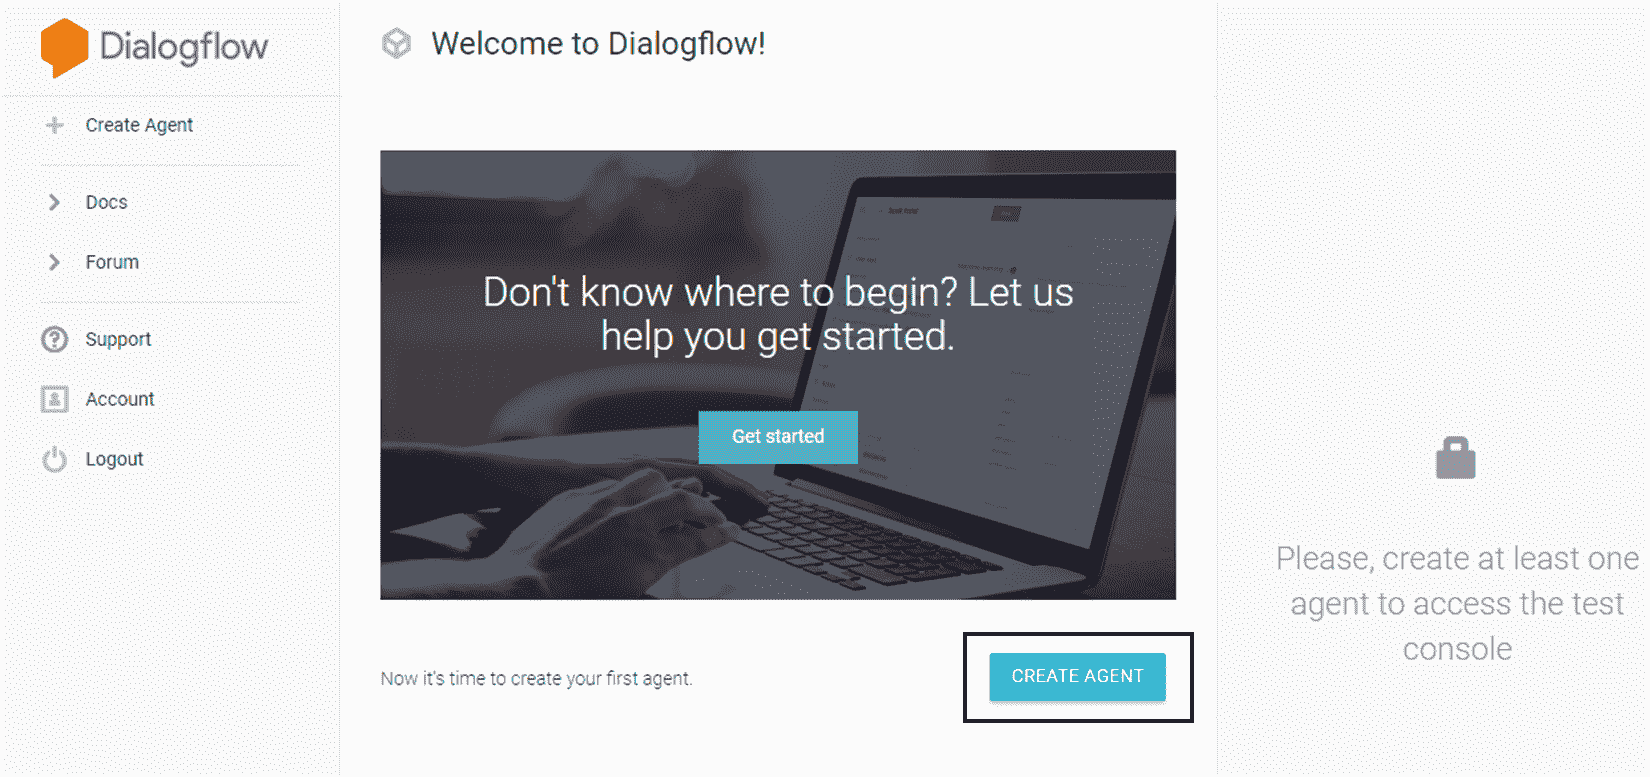 Dialogflow
Create Agent
Docs
Forum
Support
Account
Logout
Welcome to Dialogflow!
Don't know where to begin? Let us
help you get started.
Get started
Now it's time to create your first agent.
CREATE AGENT
Please, create at least one
agent to access the test
console